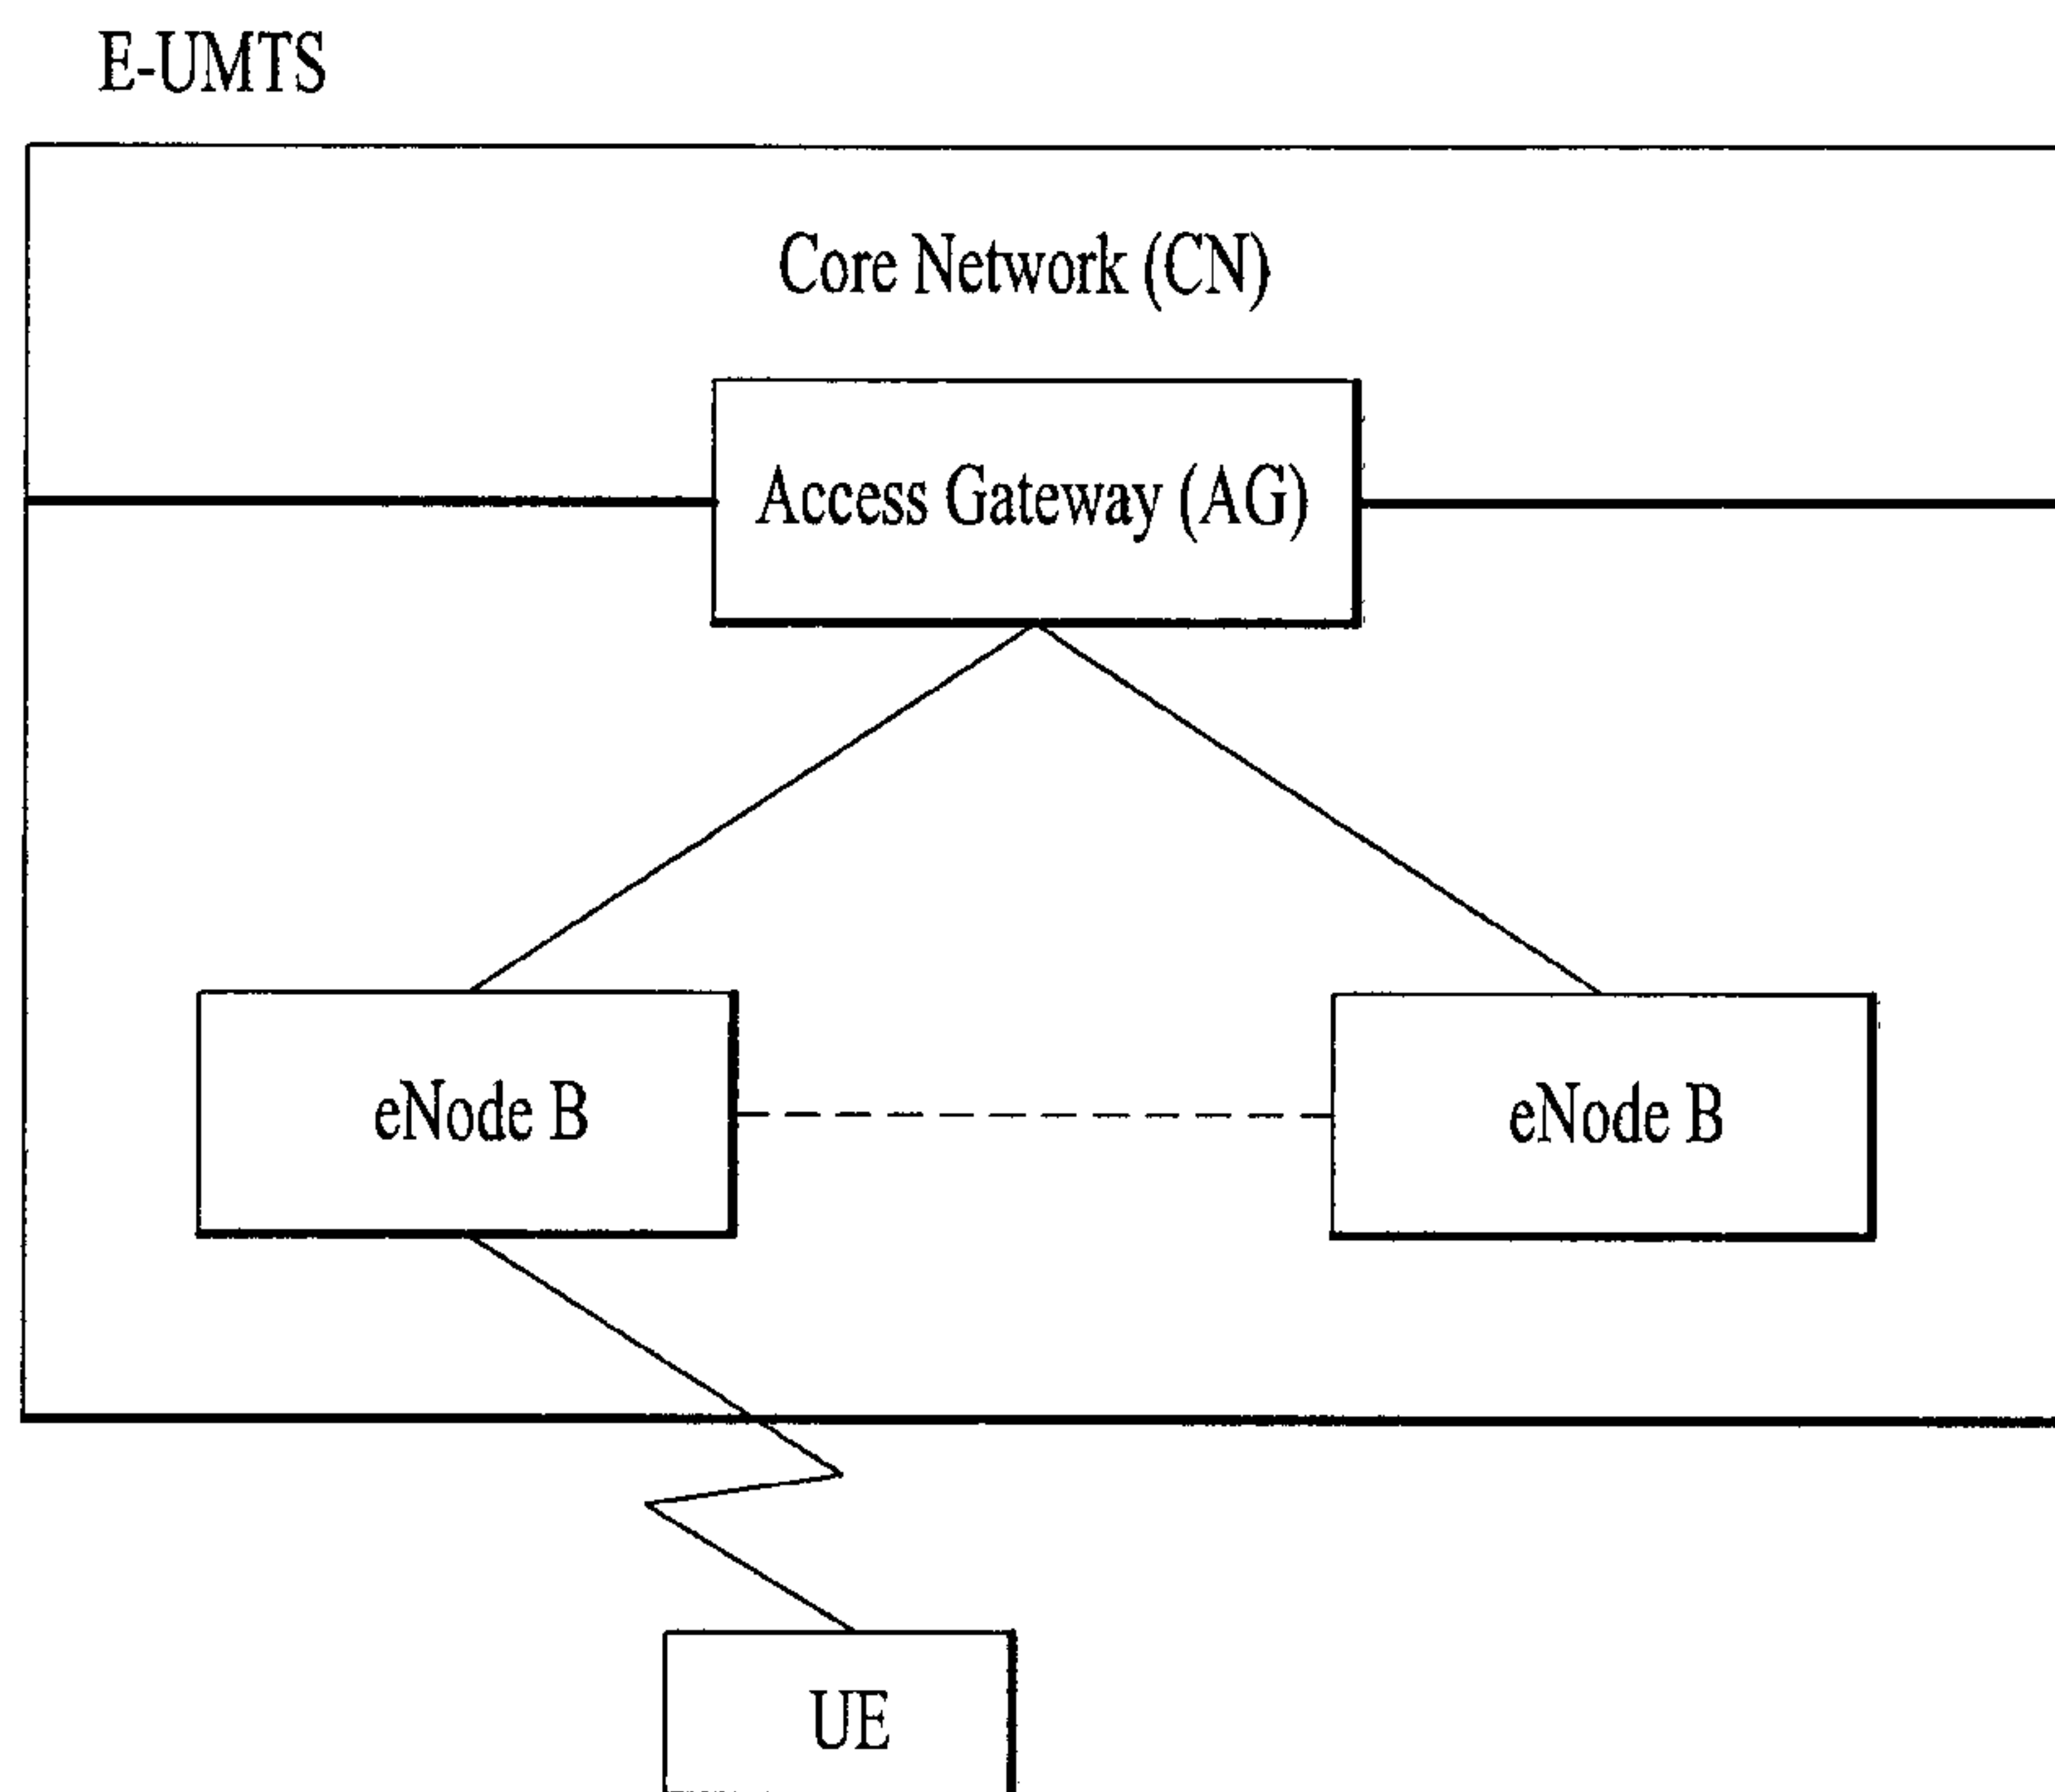 E-UMTS
Core Network (CN)
Access Gateway (AG)
eNode B
eNode B
UE